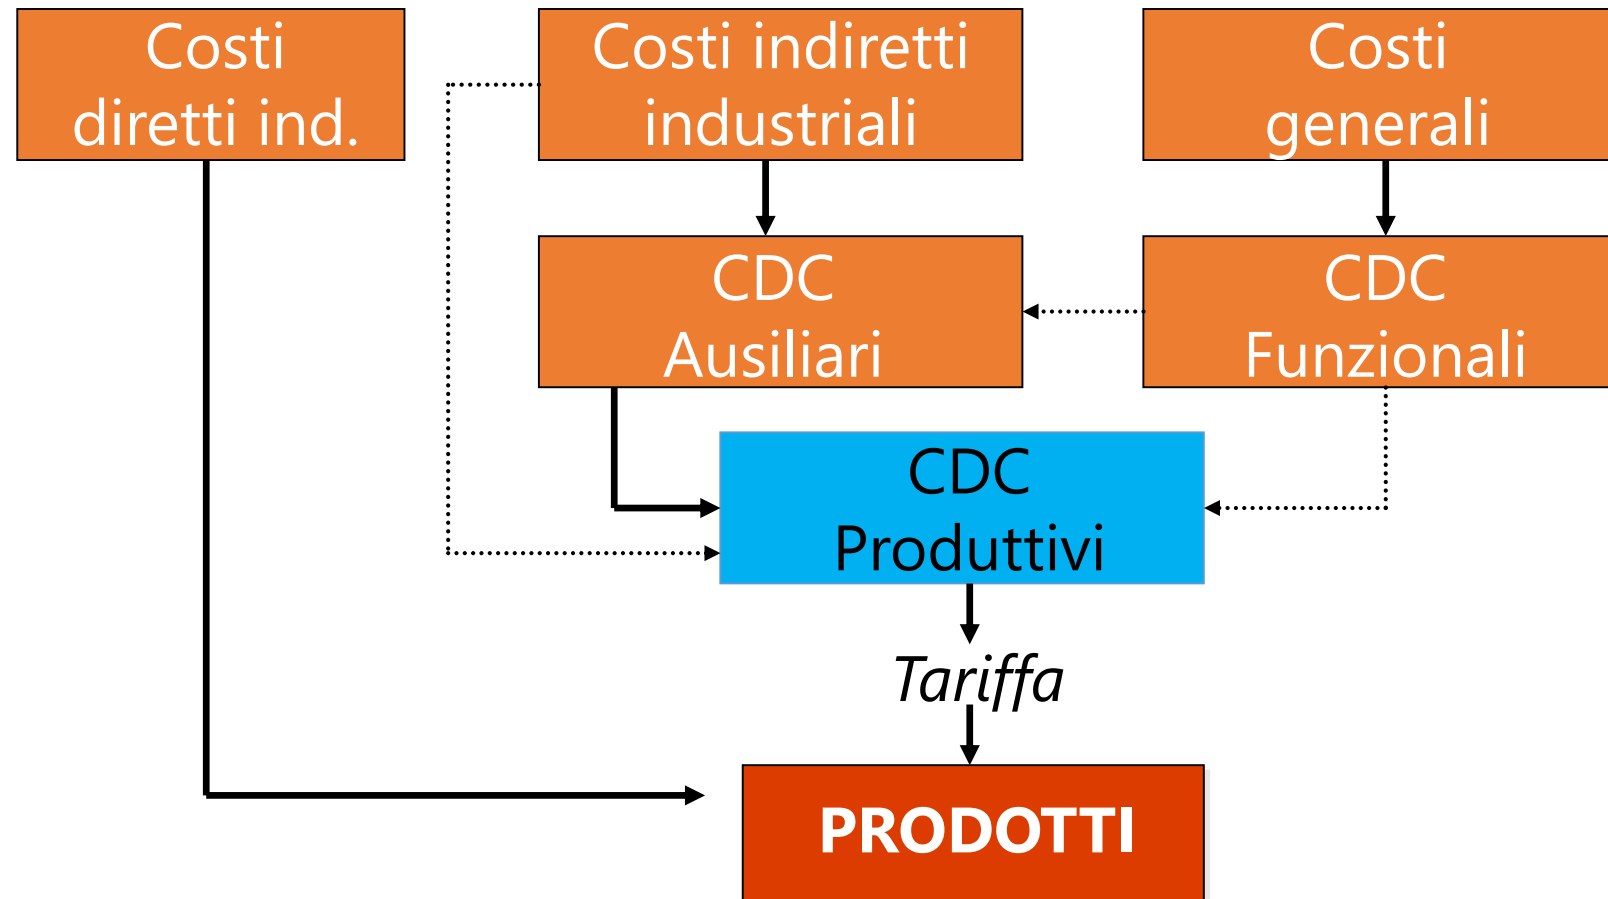 Costi
diretti ind.
Costi indiretti
industriali
Costi
generali
CDC
Ausiliari
CDC
Funzionali
CDC
Produttivi
Tariffa
PRODOTTI